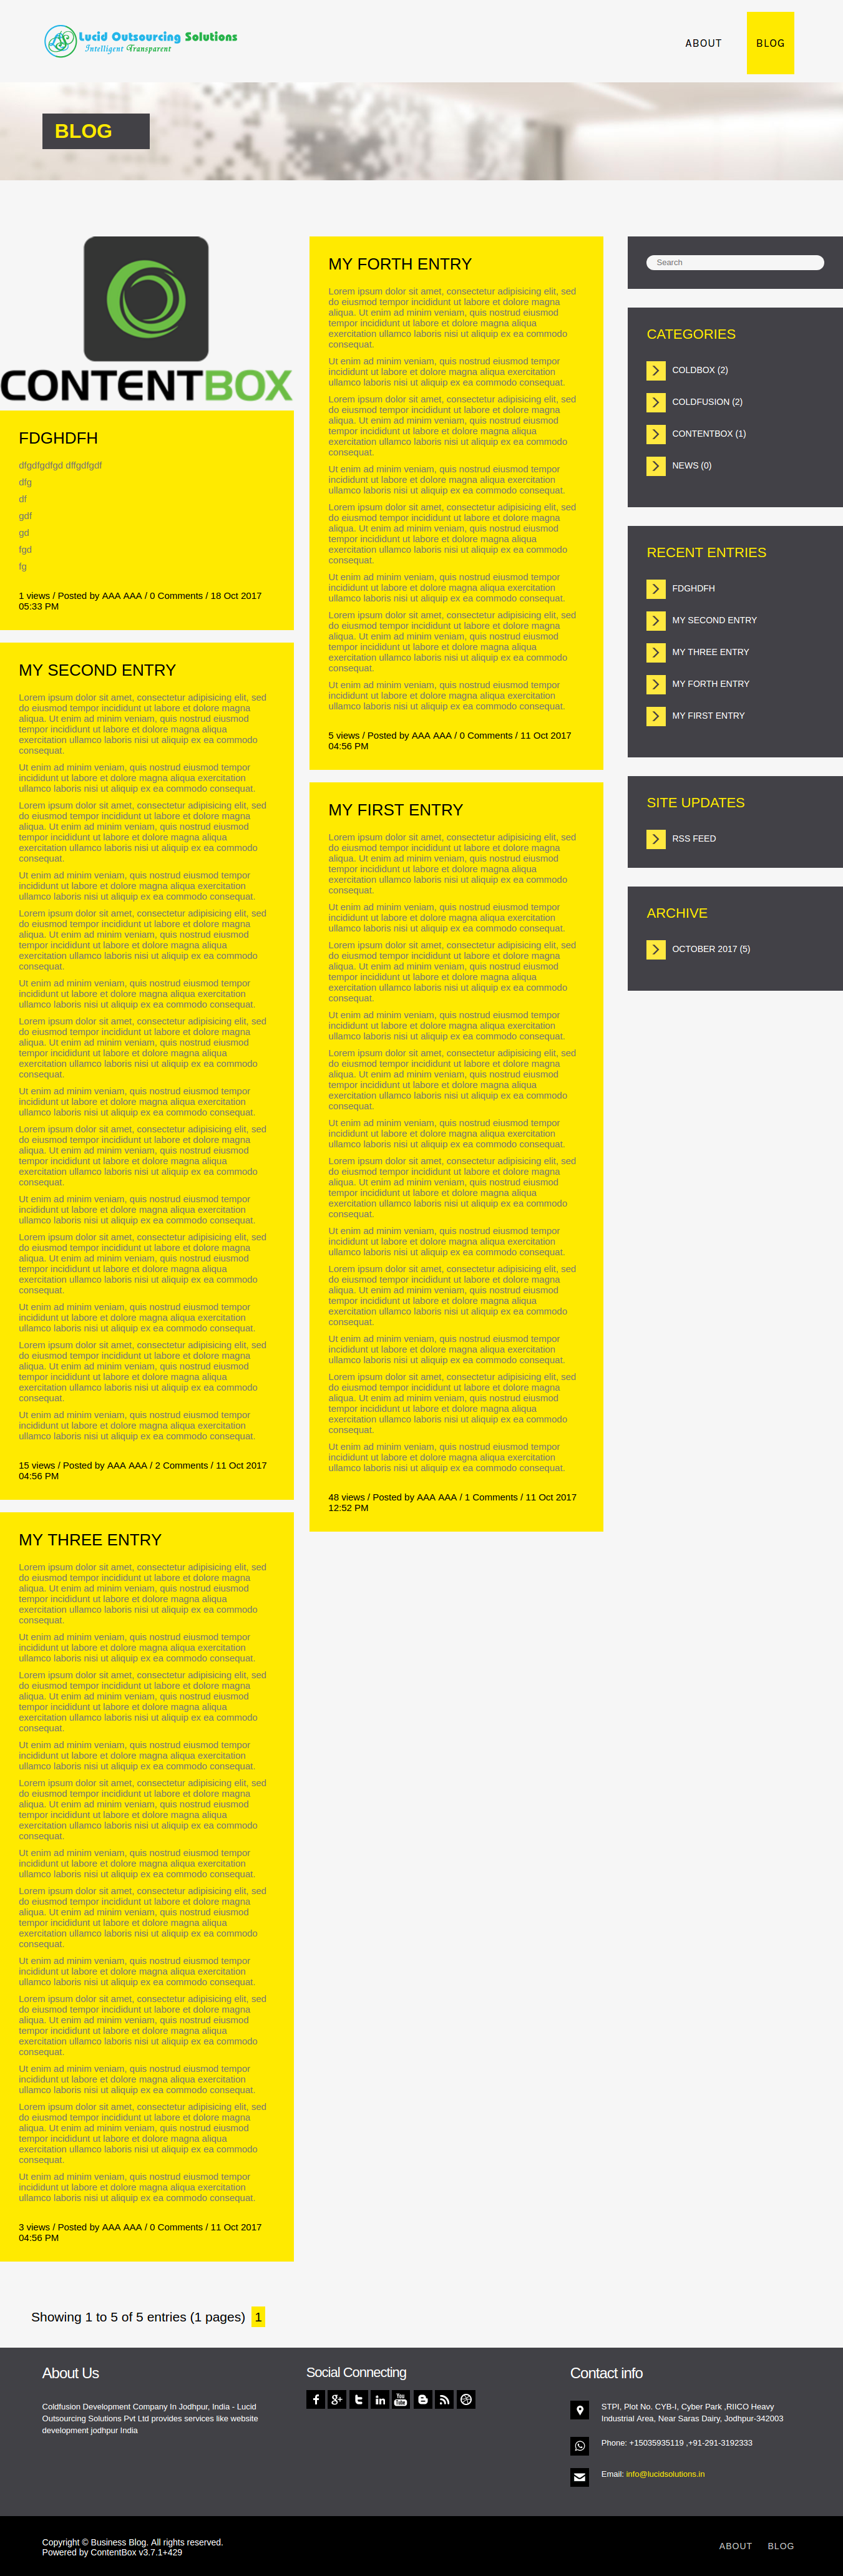 Lucid Outsourcing Solutions
Intelligent Transparent
ABOUT
BLOG
BLOG
CONTENTBOX
FDGHDFH
dfgdfgdfgd dffgdfgdf
dfg
df
gdf
gd
fgd
fg
1 views / Posted by AAA AAA / 0 Comments / 18 Oct 2017
05:33 PM
MY SECOND ENTRY
Lorem ipsum dolor sit amet, consectetur adipisicing elit, sed
do eiusmod tempor incididunt ut labore et dolore magna
aliqua. Ut enim ad minim veniam, quis nostrud eiusmod
tempor incididunt ut labore et dolore magna aliqua
exercitation ullamco laboris nisi ut aliquip ex ea commodo
consequat.
Ut enim ad minim veniam, quis nostrud eiusmod tempor
incididunt ut labore et dolore magna aliqua exercitation
ullamco laboris nisi ut aliquip ex ea commodo consequat.
Lorem ipsum dolor sit amet, consectetur adipisicing elit, sed
do eiusmod tempor incididunt ut labore et dolore magna
aliqua. Ut enim ad minim veniam, quis nostrud eiusmod
tempor incididunt ut labore et dolore magna aliqua
exercitation ullamco laboris nisi ut aliquip ex ea commodo
consequat.
Ut enim ad minim veniam, quis nostrud eiusmod tempor
incididunt ut labore et dolore magna aliqua exercitation
ullamco laboris nisi ut aliquip ex ea commodo consequat.
Lorem ipsum dolor sit amet, consectetur adipisicing elit, sed
do eiusmod tempor incididunt ut labore et dolore magna
aliqua. Ut enim ad minim veniam, quis nostrud eiusmod
tempor incididunt ut labore et dolore magna aliqua
exercitation ullamco laboris nisi ut aliquip ex ea commodo
consequat.
Ut enim ad minim veniam, quis nostrud eiusmod tempor
incididunt ut labore et dolore magna aliqua exercitation
ullamco laboris nisi ut aliquip ex ea commodo consequat.
Lorem ipsum dolor sit amet, consectetur adipisicing elit, sed
do eiusmod tempor incididunt ut labore et dolore magna
aliqua. Ut enim ad minim veniam, quis nostrud eiusmod
tempor incididunt ut labore et dolore magna aliqua
exercitation ullamco laboris nisi ut aliquip ex ea commodo
consequat.
Ut enim ad minim veniam, quis nostrud eiusmod tempor
incididunt ut labore et dolore magna aliqua exercitation
ullamco laboris nisi ut aliquip ex ea commodo consequat.
Lorem ipsum dolor sit amet, consectetur adipisicing elit, sed
do eiusmod tempor incididunt ut labore et dolore magna
aliqua. Ut enim ad minim veniam, quis nostrud eiusmod
tempor incididunt ut labore et dolore magna aliqua
exercitation ullamco laboris nisi ut aliquip ex ea commodo
consequat.
Ut enim ad minim veniam, quis nostrud eiusmod tempor
incididunt ut labore et dolore magna aliqua exercitation
ullamco laboris nisi ut aliquip ex ea commodo consequat.
Lorem ipsum dolor sit amet, consectetur adipisicing elit, sed
do eiusmod tempor incididunt ut labore et dolore magna
aliqua. Ut enim ad minim veniam, quis nostrud eiusmod
tempor incididunt ut labore et dolore magna aliqua
exercitation ullamco laboris nisi ut aliquip ex ea commodo
consequat.
Ut enim ad minim veniam, quis nostrud eiusmod tempor
incididunt ut labore et dolore magna aliqua exercitation
ullamco laboris nisi ut aliquip ex ea commodo consequat.
Lorem ipsum dolor sit amet, consectetur adipisicing elit, sed
do eiusmod tempor incididunt ut labore et dolore magna
aliqua. Ut enim ad minim veniam, quis nostrud eiusmod
tempor incididunt ut labore et dolore magna aliqua
exercitation ullamco laboris nisi ut aliquip ex ea commodo
consequat.
Ut enim ad minim veniam, quis nostrud eiusmod tempor
incididunt ut labore et dolore magna aliqua exercitation
ullamco laboris nisi ut aliquip ex ea commodo consequat.
15 views / Posted by AAA AAA / 2 Comments / 11 Oct 2017
04:56 PM
MY THREE ENTRY
Lorem ipsum dolor sit amet, consectetur adipisicing elit, sed
do eiusmod tempor incididunt ut labore et dolore magna
aliqua. Ut enim ad minim veniam, quis nostrud eiusmod
tempor incididunt ut labore et dolore magna aliqua
exercitation ullamco laboris nisi ut aliquip ex ea commodo
consequat.
Ut enim ad minim veniam, quis nostrud eiusmod tempor
incididunt ut labore et dolore magna aliqua exercitation
ullamco laboris nisi ut aliquip ex ea commodo consequat.
Lorem ipsum dolor sit amet, consectetur adipisicing elit, sed
do eiusmod tempor incididunt ut labore et dolore magna
aliqua. Ut enim ad minim veniam, quis nostrud eiusmod
tempor incididunt ut labore et dolore magna aliqua
exercitation ullamco laboris nisi ut aliquip ex ea commodo
consequat.
Ut enim ad minim veniam, quis nostrud eiusmod tempor
incididunt ut labore et dolore magna aliqua exercitation
ullamco laboris nisi ut aliquip ex ea commodo consequat.
Lorem ipsum dolor sit amet, consectetur adipisicing elit, sed
do eiusmod tempor incididunt ut labore et dolore magna
aliqua. Ut enim ad minim veniam, quis nostrud eiusmod
tempor incididunt ut labore et dolore magna aliqua
exercitation ullamco laboris nisi ut aliquip ex ea commodo
consequat.
Ut enim ad minim veniam, quis nostrud eiusmod tempor
incididunt ut labore et dolore magna aliqua exercitation
ullamco laboris nisi ut aliquip ex ea commodo consequat.
Lorem ipsum dolor sit amet, consectetur adipisicing elit, sed
do eiusmod tempor incididunt ut labore et dolore magna
aliqua. Ut enim ad minim veniam, quis nostrud eiusmod
tempor incididunt ut labore et dolore magna aliqua
exercitation ullamco laboris nisi ut aliquip ex ea commodo
consequat.
Ut enim ad minim veniam, quis nostrud eiusmod tempor
incididunt ut labore et dolore magna aliqua exercitation
ullamco laboris nisi ut aliquip ex ea commodo consequat.
Lorem ipsum dolor sit amet, consectetur adipisicing elit, sed
do eiusmod tempor incididunt ut labore et dolore magna
aliqua. Ut enim ad minim veniam, quis nostrud eiusmod
tempor incididunt ut labore et dolore magna aliqua
exercitation ullamco laboris nisi ut aliquip ex ea commodo
consequat.
Ut enim ad minim veniam, quis nostrud eiusmod tempor
incididunt ut labore et dolore magna aliqua exercitation
ullamco laboris nisi ut aliquip ex ea commodo consequat.
Lorem ipsum dolor sit amet, consectetur adipisicing elit, sed
do eiusmod tempor incididunt ut labore et dolore magna
aliqua. Ut enim ad minim veniam, quis nostrud eiusmod
tempor incididunt ut labore et dolore magna aliqua
exercitation ullamco laboris nisi ut aliquip ex ea commodo
consequat.
Ut enim ad minim veniam, quis nostrud eiusmod tempor
incididunt ut labore et dolore magna aliqua exercitation
ullamco laboris nisi ut aliquip ex ea commodo consequat.
3 views / Posted by AAA AAA / 0 Comments / 11 Oct 2017
04:56 PM
MY FORTH ENTRY
Lorem ipsum dolor sit amet, consectetur adipisicing elit, sed
do eiusmod tempor incididunt ut labore et dolore magna
aliqua. Ut enim ad minim veniam, quis nostrud eiusmod
tempor incididunt ut labore et dolore magna aliqua
exercitation ullamco laboris nisi ut aliquip ex ea commodo
consequat.
Ut enim ad minim veniam, quis nostrud eiusmod tempor
incididunt ut labore et dolore magna aliqua exercitation
ullamco laboris nisi ut aliquip ex ea commodo consequat.
Lorem ipsum dolor sit amet, consectetur adipisicing elit, sed
do eiusmod tempor incididunt ut labore et dolore magna
aliqua. Ut enim ad minim veniam, quis nostrud eiusmod
tempor incididunt ut labore et dolore magna aliqua
exercitation ullamco laboris nisi ut aliquip ex ea commodo
consequat.
Ut enim ad minim veniam, quis nostrud eiusmod tempor
incididunt ut labore et dolore magna aliqua exercitation
ullamco laboris nisi ut aliquip ex ea commodo consequat.
Lorem ipsum dolor sit amet, consectetur adipisicing elit, sed
do eiusmod tempor incididunt ut labore et dolore magna
aliqua. Ut enim ad minim veniam, quis nostrud eiusmod
tempor incididunt ut labore et dolore magna aliqua
exercitation ullamco laboris nisi ut aliquip ex ea commodo
consequat.
Ut enim ad minim veniam, quis nostrud eiusmod tempor
incididunt ut labore et dolore magna aliqua exercitation
ullamco laboris nisi ut aliquip ex ea commodo consequat.
Lorem ipsum dolor sit amet, consectetur adipisicing elit, sed
do eiusmod tempor incididunt ut labore et dolore magna
aliqua. Ut enim ad minim veniam, quis nostrud eiusmod
tempor incididunt ut labore et dolore magna aliqua
exercitation ullamco laboris nisi ut aliquip ex ea commodo
consequat.
Ut enim ad minim veniam, quis nostrud eiusmod tempor
incididunt ut labore et dolore magna aliqua exercitation
ullamco laboris nisi ut aliquip ex ea commodo consequat.
5 views / Posted by AAA AAA / 0 Comments / 11 Oct 2017
04:56 PM
MY FIRST ENTRY
Lorem ipsum dolor sit amet, consectetur adipisicing elit, sed
do eiusmod tempor incididunt ut labore et dolore magna
aliqua. Ut enim ad minim veniam, quis nostrud eiusmod
tempor incididunt ut labore et dolore magna aliqua
exercitation ullamco laboris nisi ut aliquip ex ea commodo
consequat.
Ut enim ad minim veniam, quis nostrud eiusmod tempor
incididunt ut labore et dolore magna aliqua exercitation
ullamco laboris nisi ut aliquip ex ea commodo consequat.
Lorem ipsum dolor sit amet, consectetur adipisicing elit, sed
do eiusmod tempor incididunt ut labore et dolore magna
aliqua. Ut enim ad minim veniam, quis nostrud eiusmod
tempor incididunt ut labore et dolore magna aliqua
exercitation ullamco laboris nisi ut aliquip ex ea commodo
consequat.
Ut enim ad minim veniam, quis nostrud eiusmod tempor
incididunt ut labore et dolore magna aliqua exercitation
ullamco laboris nisi ut aliquip ex ea commodo consequat.
Lorem ipsum dolor sit amet, consectetur adipisicing elit, sed
do eiusmod tempor incididunt ut labore et dolore magna
aliqua. Ut enim ad minim veniam, quis nostrud eiusmod
tempor incididunt ut labore et dolore magna aliqua
exercitation ullamco laboris nisi ut aliquip ex ea commodo
consequat.
Ut enim ad minim veniam, quis nostrud eiusmod tempor
incididunt ut labore et dolore magna aliqua exercitation
ullamco laboris nisi ut aliquip ex ea commodo consequat.
Lorem ipsum dolor sit amet, consectetur adipisicing elit, sed
do eiusmod tempor incididunt ut labore et dolore magna
aliqua. Ut enim ad minim veniam, quis nostrud eiusmod
tempor incididunt ut labore et dolore magna aliqua
exercitation ullamco laboris nisi ut aliquip ex ea commodo
consequat.
Ut enim ad minim veniam, quis nostrud eiusmod tempor
incididunt ut labore et dolore magna aliqua exercitation
ullamco laboris nisi ut aliquip ex ea commodo consequat.
Lorem ipsum dolor sit amet, consectetur adipisicing elit, sed
do eiusmod tempor incididunt ut labore et dolore magna
aliqua. Ut enim ad minim veniam, quis nostrud eiusmod
tempor incididunt ut labore et dolore magna aliqua
exercitation ullamco laboris nisi ut aliquip ex ea commodo
consequat.
Ut enim ad minim veniam, quis nostrud eiusmod tempor
incididunt ut labore et dolore magna aliqua exercitation
ullamco laboris nisi ut aliquip ex ea commodo consequat.
Lorem ipsum dolor sit amet, consectetur adipisicing elit, sed
do eiusmod tempor incididunt ut labore et dolore magna
aliqua. Ut enim ad minim veniam, quis nostrud eiusmod
tempor incididunt ut labore et dolore magna aliqua
exercitation ullamco laboris nisi ut aliquip ex ea commodo
consequat.
Ut enim ad minim veniam, quis nostrud eiusmod tempor
incididunt ut labore et dolore magna aliqua exercitation
ullamco laboris nisi ut aliquip ex ea commodo consequat.
48 views / Posted by AAA AAA / 1 Comments / 11 Oct 2017
12:52 PM
Search
CATEGORIES
COLDBOX (2)
COLDFUSION (2)
CONTENTBOX (1)
NEWS (0)
RECENT ENTRIES
FDGHDFH
MY SECOND ENTRY
MY THREE ENTRY
MY FORTH ENTRY
MY FIRST ENTRY
SITE UPDATES
RSS FEED
ARCHIVE
OCTOBER 2017 (5)
Showing 1 to 5 of 5 entries (1 pages) 1
About Us
Coldfusion Development Company In Jodhpur, India - Lucid
Outsourcing Solutions Pvt Ltd provides services like website
development jodhpur India
Social Connecting
You
Tube
Contact info
STPI, Plot No. CYB-I, Cyber Park ,RIICO Heavy
Industrial Area, Near Saras Dairy, Jodhpur-342003
Phone: +15035935119 ,+91-291-3192333
Email: info@lucidsolutions.in
Copyright © Business Blog. All rights reserved.
Powered by ContentBox v3.7.1+429
ABOUT
BLOG